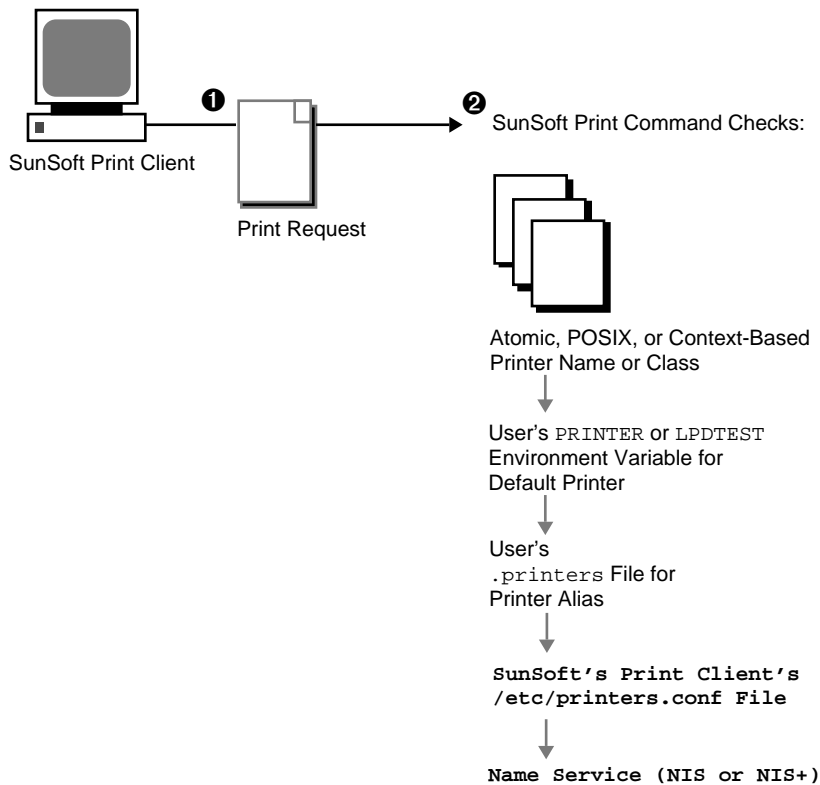 ❶
❷
SunSoft Print Command Checks:
SunSoft Print Client
Print Request
Atomic, POSIX, or Context-Based
Printer Name or Class
User’s PRINTER or LPDTEST
Environment Variable for
Default Printer
User’s
.printers File for
Printer Alias
SunSoft’s Print Client’s
/etc/printers.conf File
Name Service (NIS or NIS+)